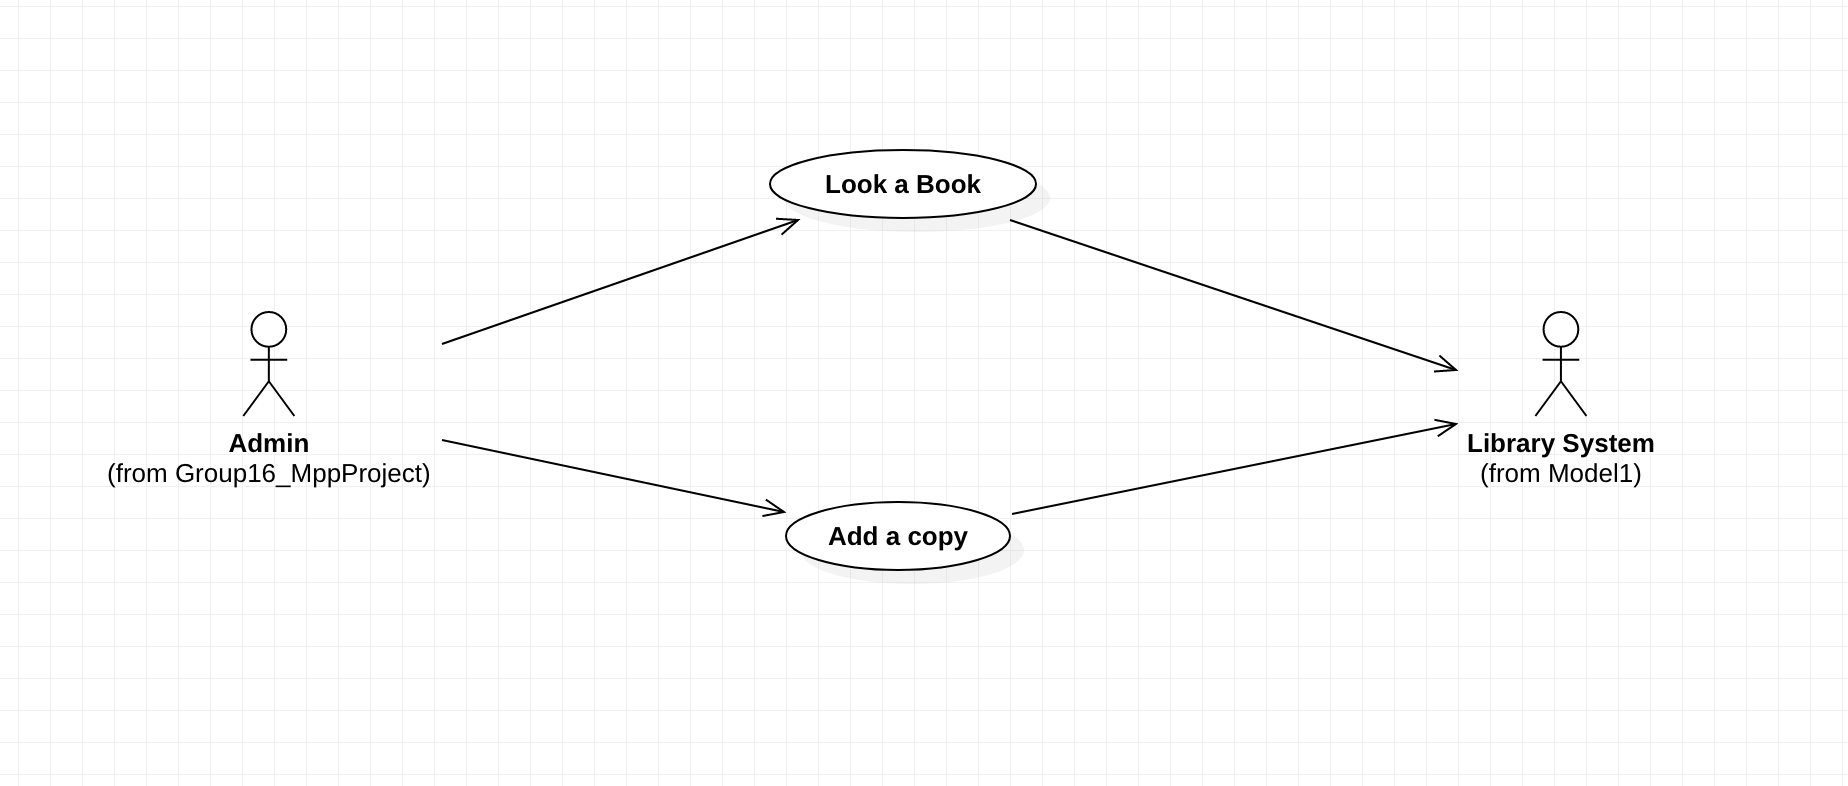 Look a Book
Admin
(from Group16_MppProject)
Library System
(from Model1)
Add a copy